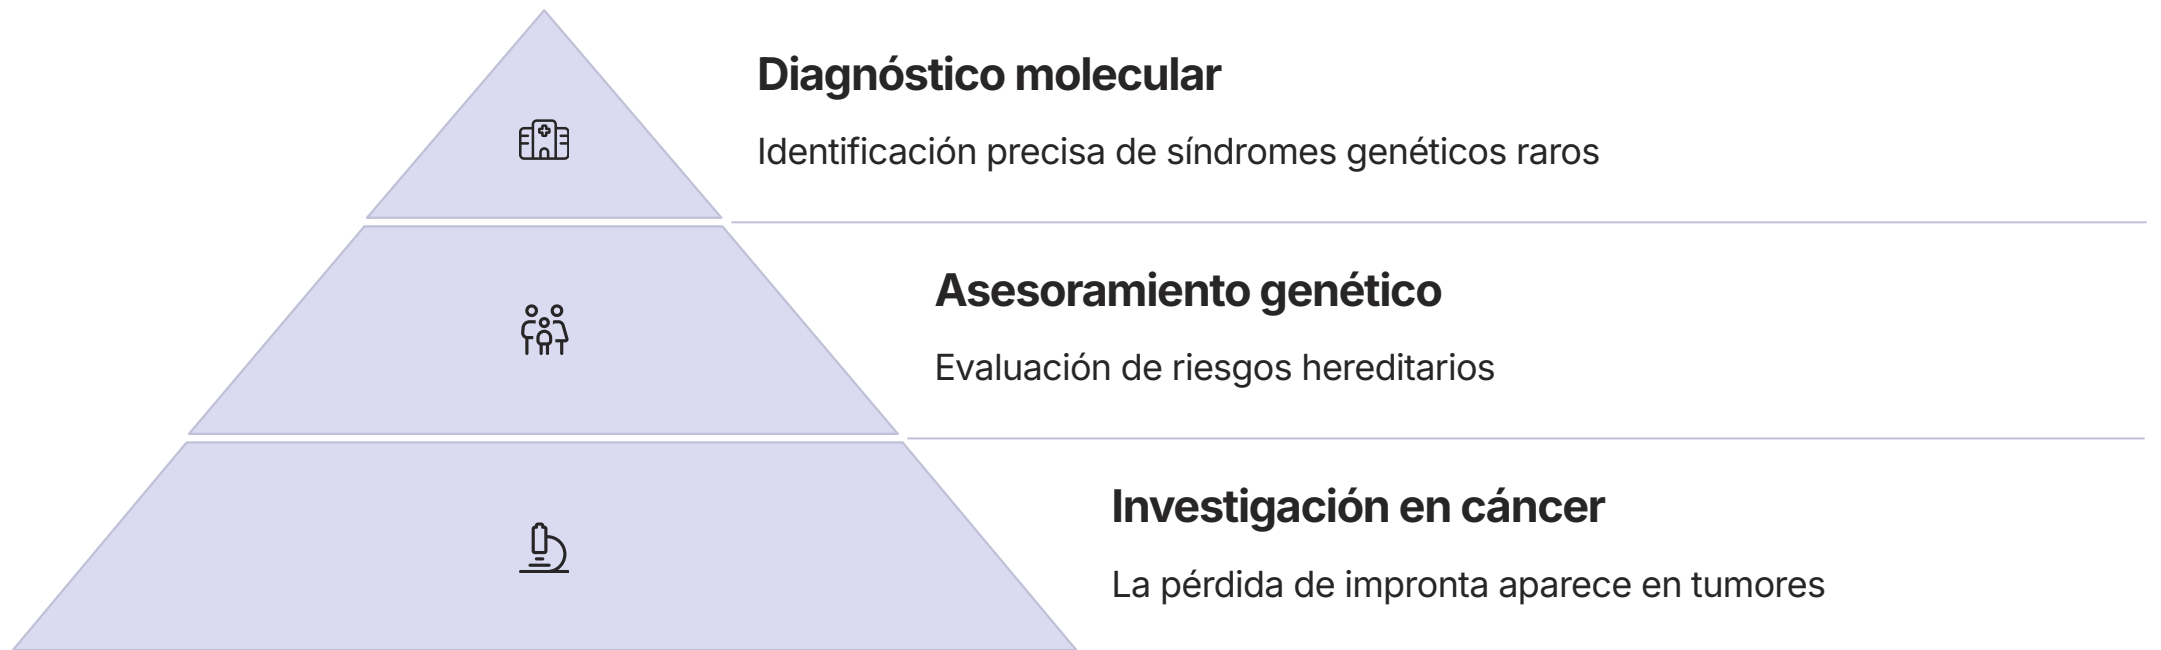 Diagnóstico molecular
Identificación precisa de síndromes genéticos raros
Asesoramiento genético
Evaluación de riesgos hereditarios
Investigación en cáncer
La pérdida de impronta aparece en tumores